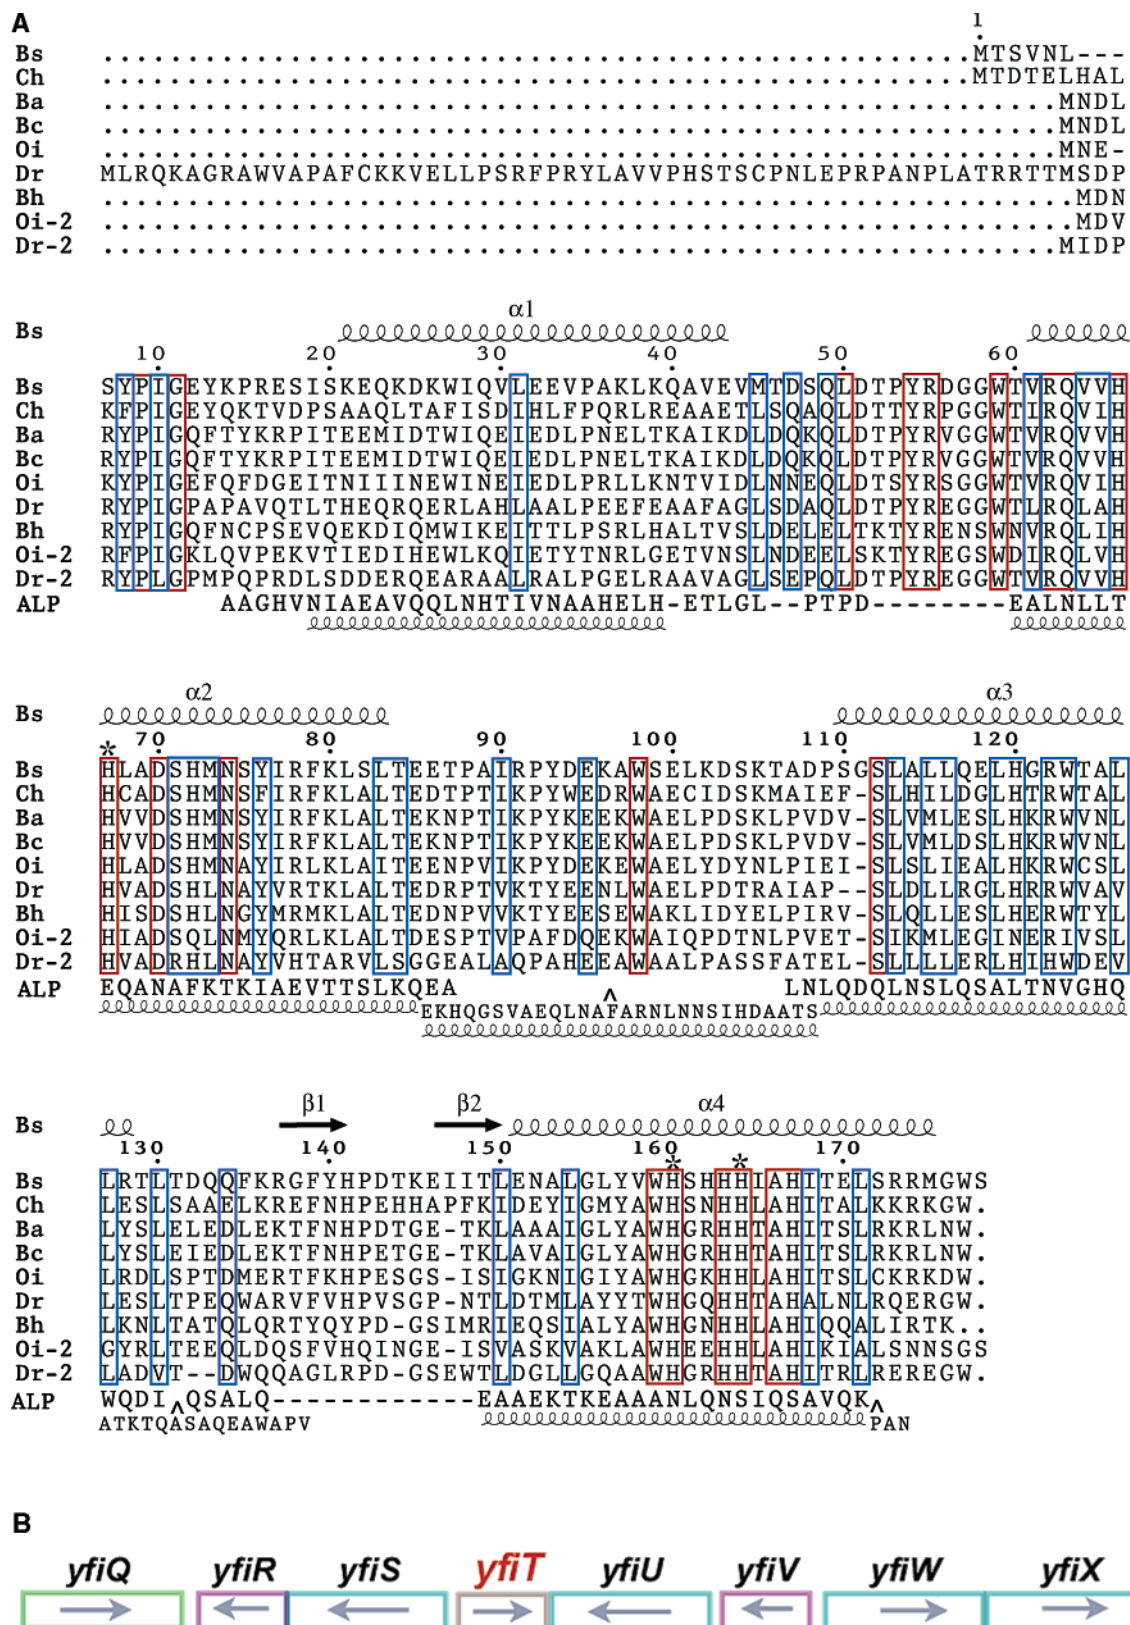 A
1
Bs ...................................................MTSVNL---
Ch ...................................................MTDTELHAL
Ba ........................................................MNDL
Bc ........................................................MNDL
Oi ........................................................MNE-
Dr MLRQKAGRAWVAPAFCKKVELLPSRFPRYLAVVPHSTSCPNLEPRPANPLATRRTTMSDP
Bh .........................................................MDN
Oi-2 .........................................................MDV
Dr-2 ........................................................MIDP
Bs α1
10 20 30 40 50 60
Bs SYPIGEYKPRESISKEQKDKWIQVLEEVPAKLKQAVEVMTDSQLDTPYRDGGWTVRQVVH
Ch KFPIGEYQKTVDPSAAQLTAFISDIHLFPQRLREAAETLSQAQLDTTYRPGGWTIRQVIH
Ba RYPIGQFTYKRPITEEMIDTWIQEIEDLPNELTKAIKDLDQKQLDTPYRVGGWTVRQVVH
Bc RYPIGQFTYKRPITEEMIDTWIQEIEDLPNELTKAIKDLDQKQLDTPYRVGGWTVRQVVH
Oi KYPIGEFQFDGEITNIIINEWINEIEDLPRLLKNTVIDLNNEQLDTSYRSGGWTVRQVIH
Dr RYPIGPAPAVQTLTHEQRQERLAHLAALPEEFEAAFAGLSDAQLDTPYREGGWTLRQLAH
Bh RYPIGQFNCPSEVQEKDIQMWIKEITTLPSRLHALTVSLDELELTKTYRENSWNVRQLIH
Oi-2 RFPIGKLQVPEKVTIEDIHEWLKQIETYTNRLGETVNSLNDEELSKTYREGSWDIRQLVH
Dr-2 RYPLGPMPQPRDLSDDERQEARAALRALPGELRAAVAGLSEPQLDTPYREGGWTVRQVVH
ALP AAGHVNIAEAVQQLNHTIVNAAHELH-ETLGL--PTPD--------EALNLLT
Bs α2 α3
* 70 80 90 100 110 120
Bs HLADSHMNSYIRFKLSLTEETPAIRPYDEKAWSELKDSKTADPSGSLALLQELHGRWTAL
Ch HCADSHMNSFIRFKLALTEDTPTIKPYWEDRWAECIDSKMAIEF-SLHILDGLHTRWTAL
Ba HVVDSHMNSYIRFKLALTEKNPTIKPYKEEKWAELPDSKLPVDV-SLVMLESLHKRWVNL
Bc HVVDSHMNSYIRFKLALTEKNPTIKPYKEEKWAELPDSKLPVDV-SLVMLESLHKRWVNL
Oi HLADSHMNAYIRLKLAITEENPVIKPYDEKEWAELYDYNLPIEI-SLSLIEALHKRWCSL
Dr HVADSHLNAYVRTKLALTEDRPTVKTYEENLWAELPDTRAIAP--SLDLLRGLHRRWVAV
Bh HISDSHLNGYMRMKLALTEDNPVVKTYEESEWAKLIDYELPIRV-SLQLLESLHERWTYL
Oi-2 HIADSQLNMYQRLKLALTDESPTVPAFDQEKWAIQPDTNLPVET-SIKMLEGINERIVSL
Dr-2 HVADRHLNAYVHTARVLSGGEALAQPAHEEAWAALPASSFATEL-SLLLLERLHIHWDEV
ALP EQANAFKTKIAEVTTSLKQEA ^ LNLQDQLNSLQSALTNVGHQ
EKHQGSVAEQLNAFARNLNNSIHDAATS
Bs β1 β2 α4
130 140 150 160 * * 170
Bs LRTLTDQQFKRGFYHPDTKEIITLENALGLYVWHSHHHIAHITELSRRMGWS
Ch LESLSAAELKREFNHPEHHAPFKIDEYIGMYAWHSNHHLAHITALKKRKGW.
Ba LYSLELEDLEKTFNHPDTGE-TKLAAAIGLYAWHGRHHTAHITSLRKRLNW.
Bc LYSLEIEDLEKTFNHPETGE-TKLAVAIGLYAWHGRHHTAHITSLRKRLNW.
Oi LRDLSPTDMERTFKHPESGS-ISIGKNIGIYAWHGKHHLAHITSLCKRKDW.
Dr LESLTPEQWARVFVHPVSGP-NTLDTMLAYYTWHGQHHTAHALNLRQERGW.
Bh LKNLTATQLQRTYQYPD-GSIMRIEQSIALYAWHGNHHLAHIQQALIRTK..
Oi-2 GYRLTEEQLDQSFVHQINGE-ISVASKVAKLAWHEEHHLAHIKIALSNNSGS
Dr-2 LADVT--DWQQAGLRPD-GSEWTLDGLLGQAAWHGRHHTAHITRLREREGW.
ALP WQDI^QSALQ------------EAAEKTKEAAANLQNSIQSAVQK^
ATKTQASAQEAWAPV PAN
B
yfiQ yfiR yfiS yfiT yfiU yfiV yfiW yfiX